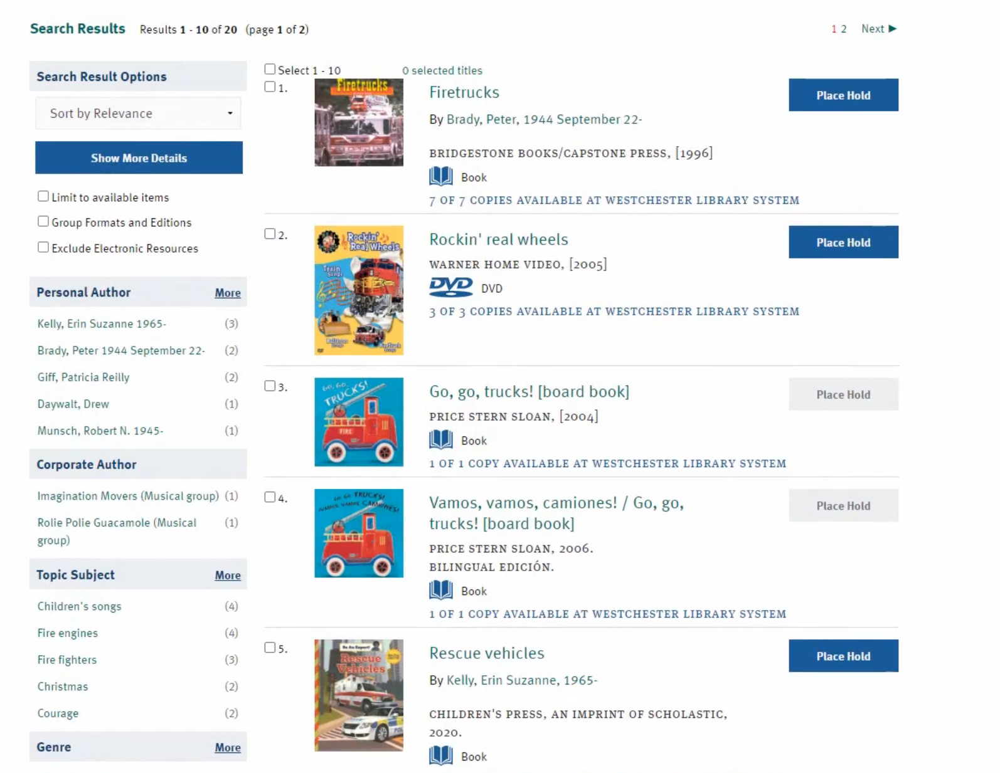 Search Results Results 1 - 10 of 20 (page 1 of 2)
1 2 Next ▶
Search Result Options
Sort by Relevance
Show More Details
Limit to available items
Group Formats and Editions
Exclude Electronic Resources
Personal Author More
Kelly, Erin Suzanne 1965- (3)
Brady, Peter 1944 September 22- (2)
Giff, Patricia Reilly (2)
Daywalt, Drew (1)
Munsch, Robert N. 1945- (1)
Corporate Author
Imagination Movers (Musical group) (1)
Rolie Polie Guacamole (Musical (1)
group)
Topic Subject More
Children's songs (4)
Fire engines (4)
Fire fighters (3)
Christmas (2)
Courage (2)
Genre More
Select 1 - 10 0 selected titles
1.
Firetrucks
Firetrucks
Place Hold
By Brady, Peter, 1944 September 22-
BRIDGESTONE BOOKS/CAPSTONE PRESS, [1996]
Book
7 OF 7 COPIES AVAILABLE AT WESTCHESTER LIBRARY SYSTEM
2.
Rockin'
Real Wheels
Train
Songs
Bulldozer
Songs
Firetruck
Songs
DVD
Rockin' real wheels
Place Hold
WARNER HOME VIDEO, [2005]
DVD DVD
3 OF 3 COPIES AVAILABLE AT WESTCHESTER LIBRARY SYSTEM
3.
GO, GO,
TRUCKS!
FIRE
Go, go, trucks! [board book]
Place Hold
PRICE STERN SLOAN, [2004]
Book
1 OF 1 COPY AVAILABLE AT WESTCHESTER LIBRARY SYSTEM
4.
GO, GO, TRUCKS!
¡VAMOS, VAMOS, CAMIONES!
Vamos, vamos, camiones! / Go, go,
trucks! [board book]
Place Hold
PRICE STERN SLOAN, 2006.
BILINGUAL EDICIÓN.
Book
1 OF 1 COPY AVAILABLE AT WESTCHESTER LIBRARY SYSTEM
5.
Be An Expert!
Rescue
Vehicles
Rescue vehicles
Place Hold
By Kelly, Erin Suzanne, 1965-
CHILDREN'S PRESS, AN IMPRINT OF SCHOLASTIC,
2020.
Book